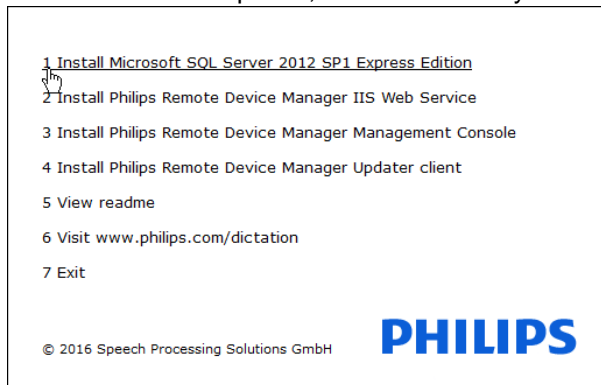 1 Install Microsoft SQL Server 2012 SP1 Express Edition
2 Install Philips Remote Device Manager IIS Web Service
3 Install Philips Remote Device Manager Management Console
4 Install Philips Remote Device Manager Updater client
5 View readme
6 Visit www.philips.com/dictation
7 Exit
© 2016 Speech Processing Solutions GmbH
PHILIPS